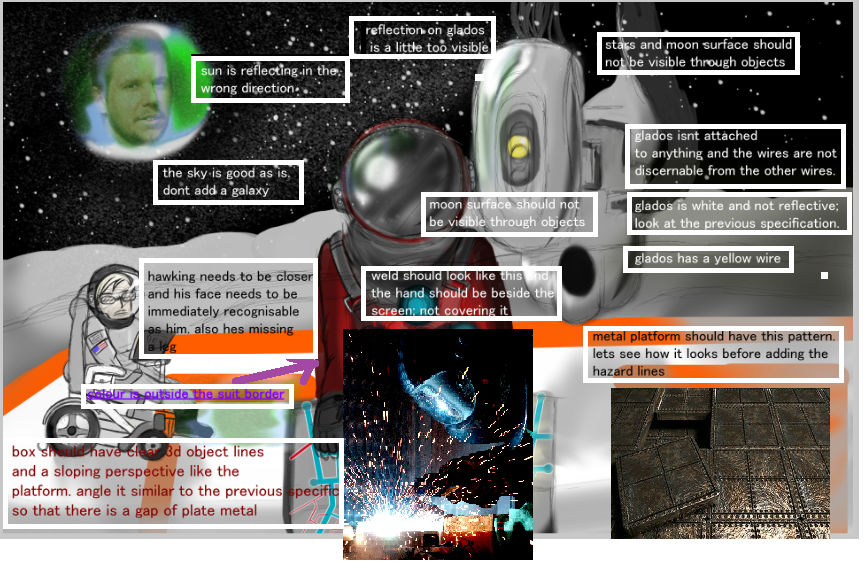 reflection on glados
is a little too visible
stars and moon surface should
not be visible through objects
sun is reflecting in the
wrong direction
glados isnt attached
to anything and the wires are not
discernable from the other wires.
the sky is good as is.
dont add a galaxy
moon surface should not
be visible through objects
glados is white and not reflective;
look at the previous specification.
glados has a yellow wire
hawking needs to be closer
and his face needs to be
immediately recognisable
as him. also hes missing
a leg
weld should look like this and
the hand should be beside the
screen; not covering it
metal platform should have this pattern.
lets see how it looks before adding the
hazard lines
colour is outside the suit border
box should have clear 3d object lines
and a sloping perspective like the
platform. angle it similar to the previous specific
so that there is a gap of plate metal